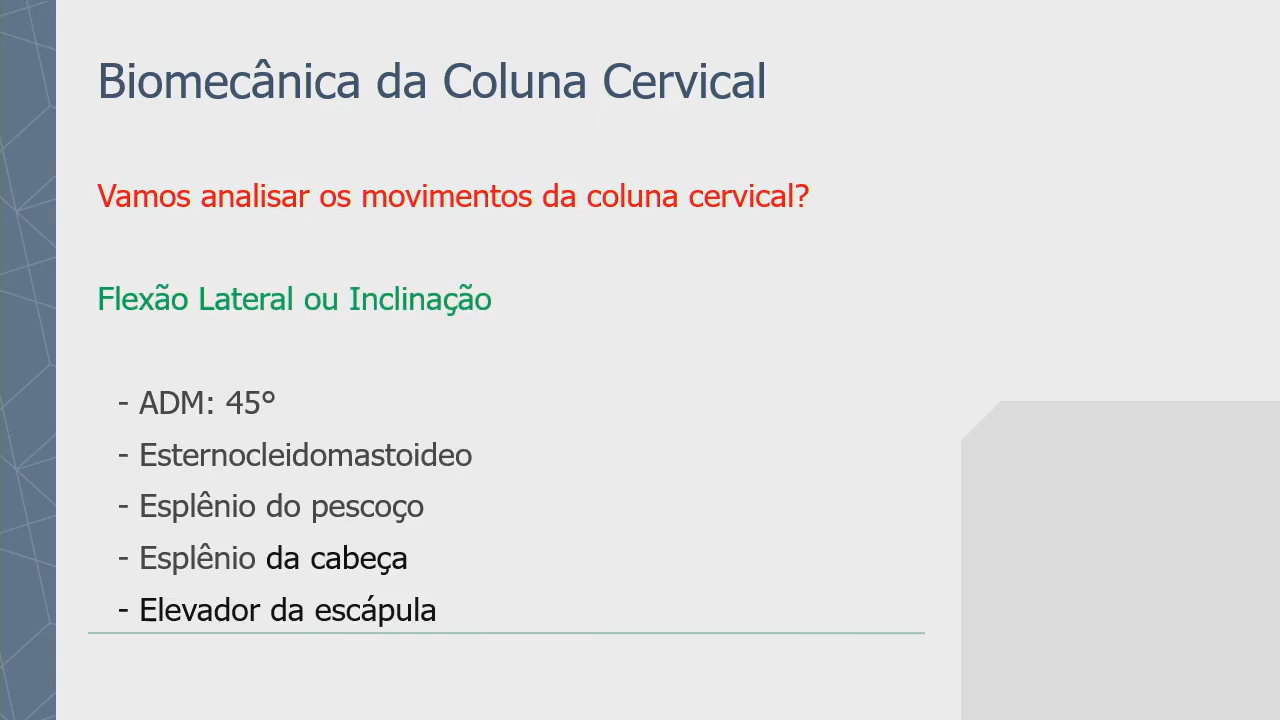 Biomecânica da Coluna Cervical
Vamos analisar os movimentos da coluna cervical?
Flexão Lateral ou Inclinação
- ADM: 45°
- Esternocleidomastoideo
- Esplênio do pescoço
- Esplênio da cabeça
- Elevador da escápula